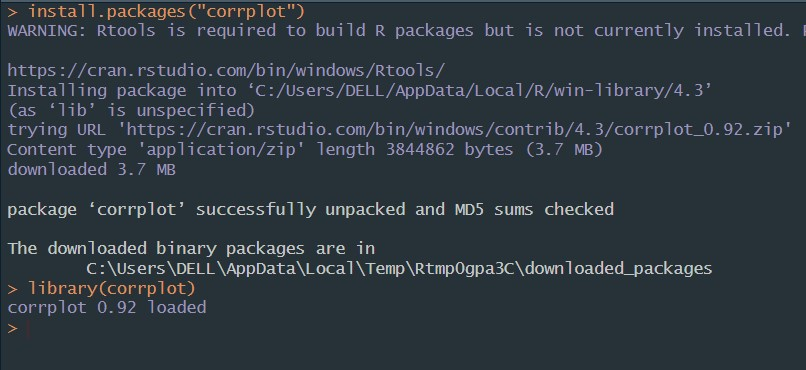 > install.packages("corrplot")
WARNING: Rtools is required to build R packages but is not currently installed.
https://cran.rstudio.com/bin/windows/Rtools/
Installing package into ‘C:/Users/DELL/AppData/Local/R/win-library/4.3’
(as ‘lib’ is unspecified)
trying URL 'https://cran.rstudio.com/bin/windows/contrib/4.3/corrplot_0.92.zip'
Content type 'application/zip' length 3844862 bytes (3.7 MB)
downloaded 3.7 MB
package ‘corrplot’ successfully unpacked and MD5 sums checked
The downloaded binary packages are in
C:\Users\DELL\AppData\Local\Temp\Rtmp0gpa3C\downloaded_packages
> library(corrplot)
corrplot 0.92 loaded
>